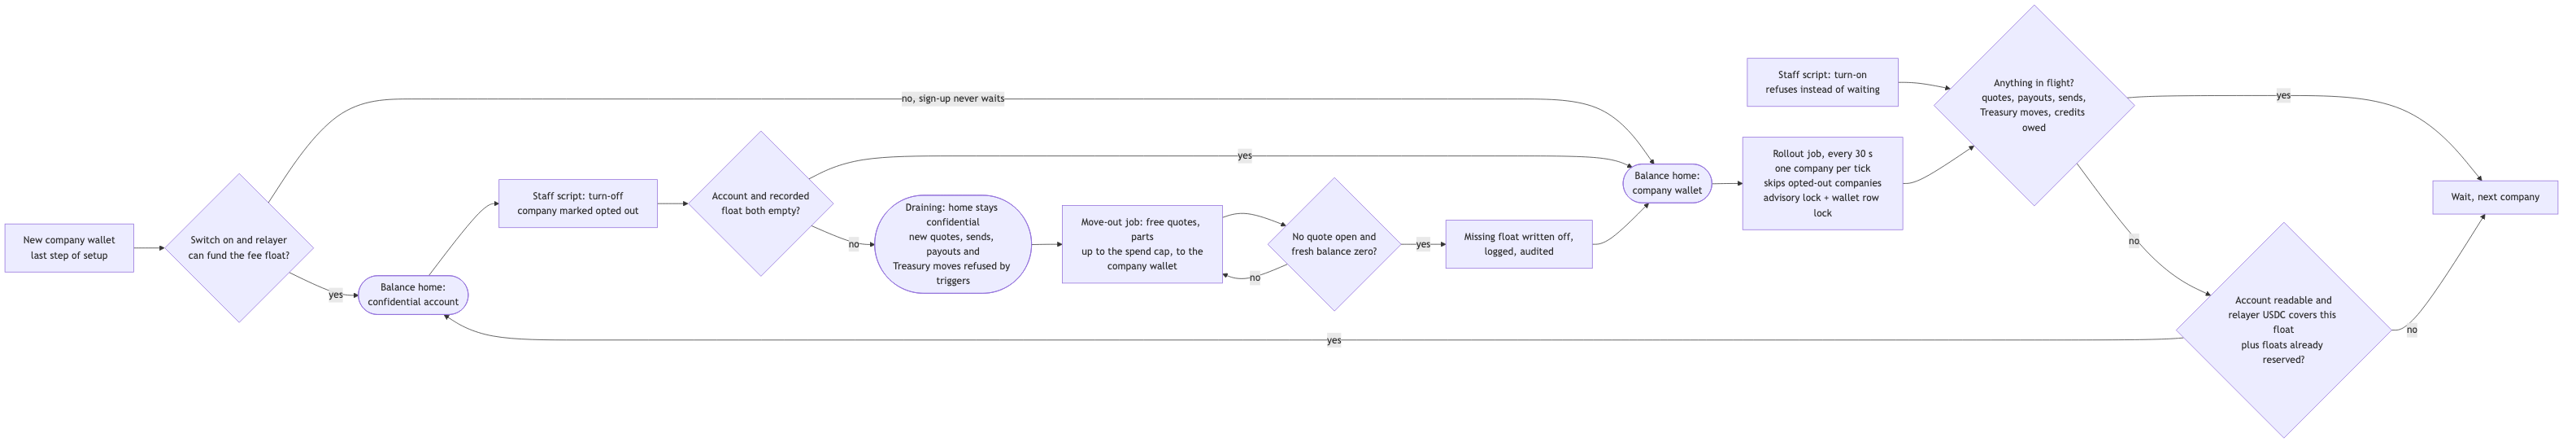 New company wallet
last step of setup
Switch on and relayer
can fund the fee float?
no, sign-up never waits
yes
Balance home:
confidential account
Staff script: turn-off
company marked opted out
Account and recorded
float both empty?
yes
no
Draining: home stays
confidential
new quotes, sends,
payouts and
Treasury moves refused by
triggers
Move-out job: free quotes,
parts
up to the spend cap, to the
company wallet
No quote open and
fresh balance zero?
no
yes
Missing float written off,
logged, audited
Balance home:
company wallet
Staff script: turn-on
refuses instead of waiting
Rollout job, every 30 s
one company per tick
skips opted-out companies
advisory lock + wallet row
lock
Anything in flight?
quotes, payouts, sends,
Treasury moves, credits
owed
yes
no
Account readable and
relayer USDC covers this
float
plus floats already
reserved?
yes
no
Wait, next company